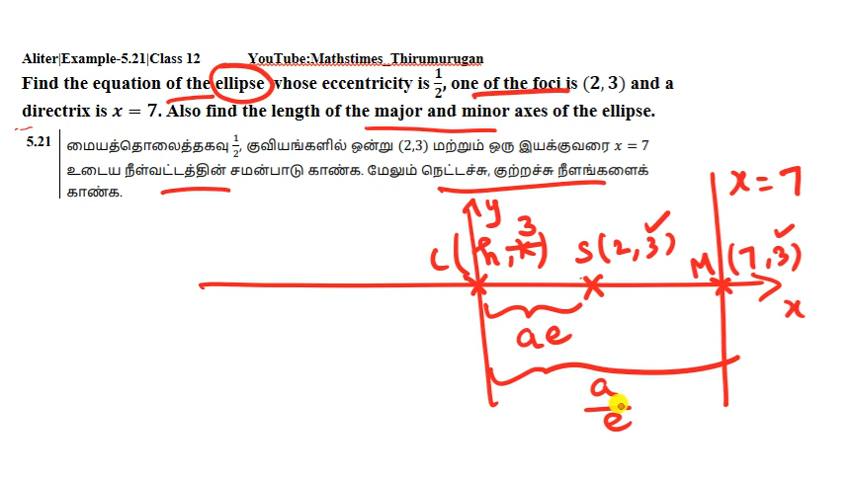 Aliter|Example-5.21|Class 12 YouTube:Mathstimes_Thirumurugan
Find the equation of the ellipse whose eccentricity is 1/2, one of the foci is (2, 3) and a
directrix is x = 7. Also find the length of the major and minor axes of the ellipse.
5.21 மையத்தொலைத்தகவு 1/2, குவியங்களில் ஒன்று (2,3) மற்றும் ஒரு இயக்குவரை x = 7
உடைய நீள்வட்டத்தின் சமன்பாடு காண்க. மேலும் நெட்டச்சு, குற்றச்சு நீளங்களைக்
காண்க.
x = 7
y
3
C(h, k) S(2, 3) M(7, 3)
x
ae
a/e